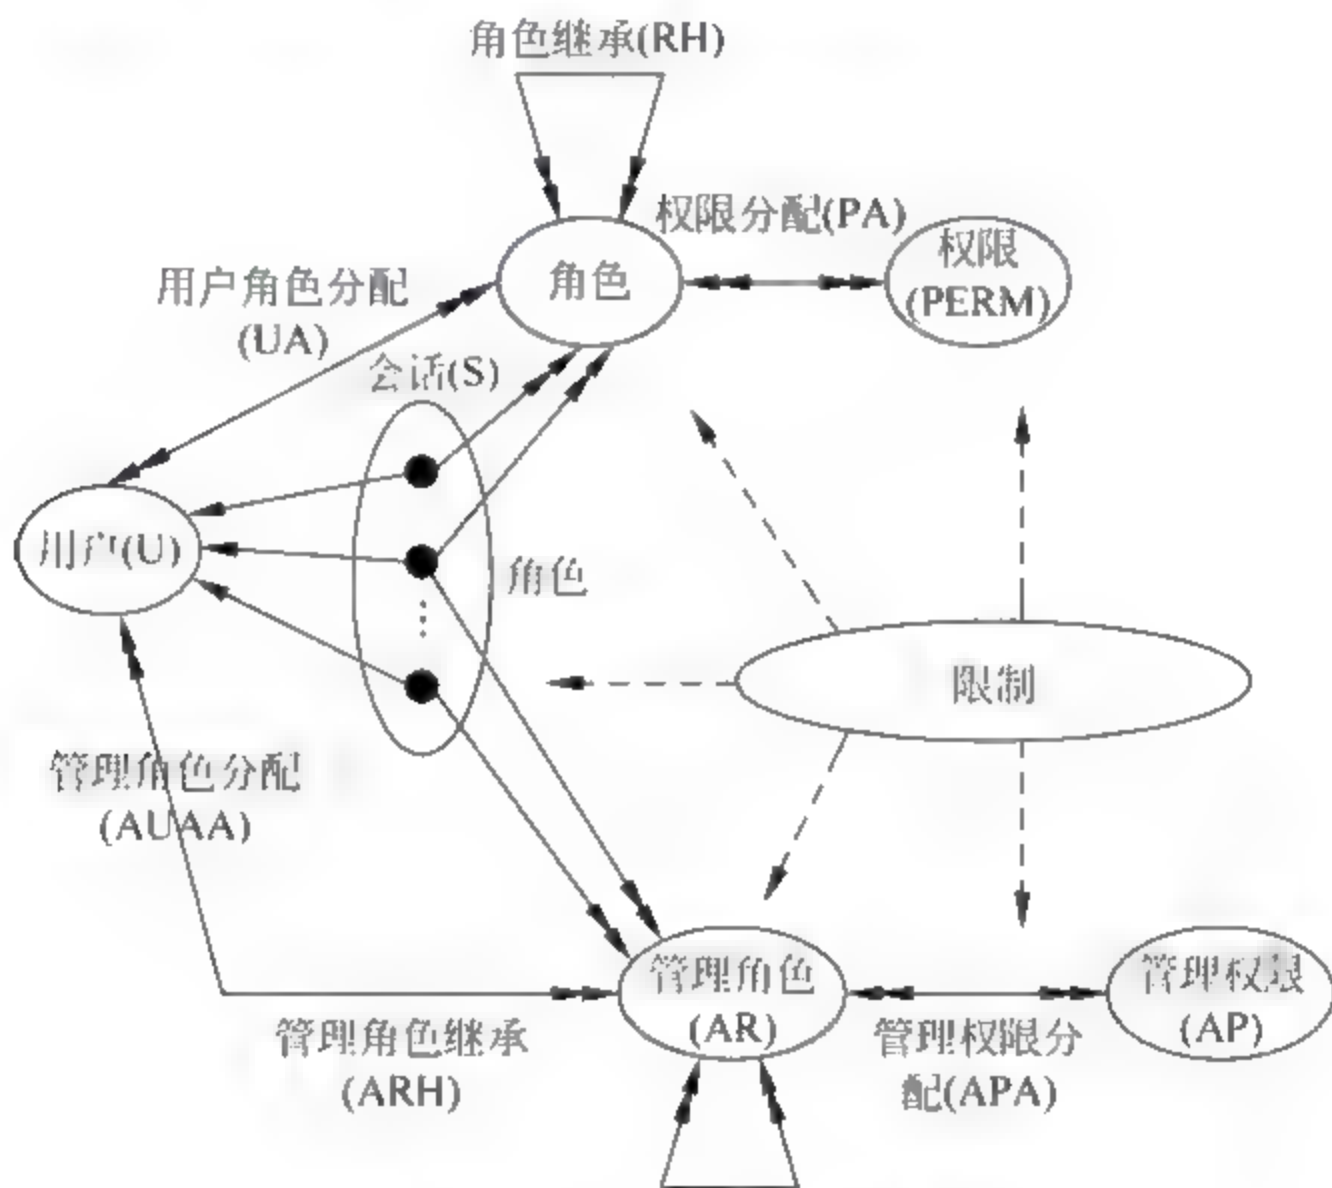 角色继承(RH)
权限分配(PA)
角色
权限
(PERM)
用户角色分配
(UA)
会话(S)
用户(U)
角色
限制
管理角色分配
(AUAA)
管理角色
(AR)
管理权限
(AP)
管理角色继承
(ARH)
管理权限分
配(APA)